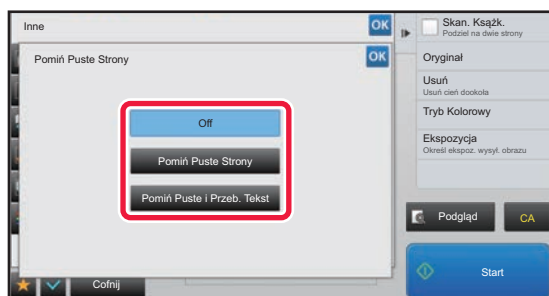 Inne
OK
Pomiń Puste Strony
OK
Off
Pomiń Puste Strony
Pomiń Puste i Przeb. Tekst
Cofnij
Skan. Książk.
Podziel na dwie strony
Oryginał
Usuń
Usuń cień dookoła
Tryb Kolorowy
Ekspozycja
Określ ekspoz. wysył. obrazu
Podgląd
CA
Start